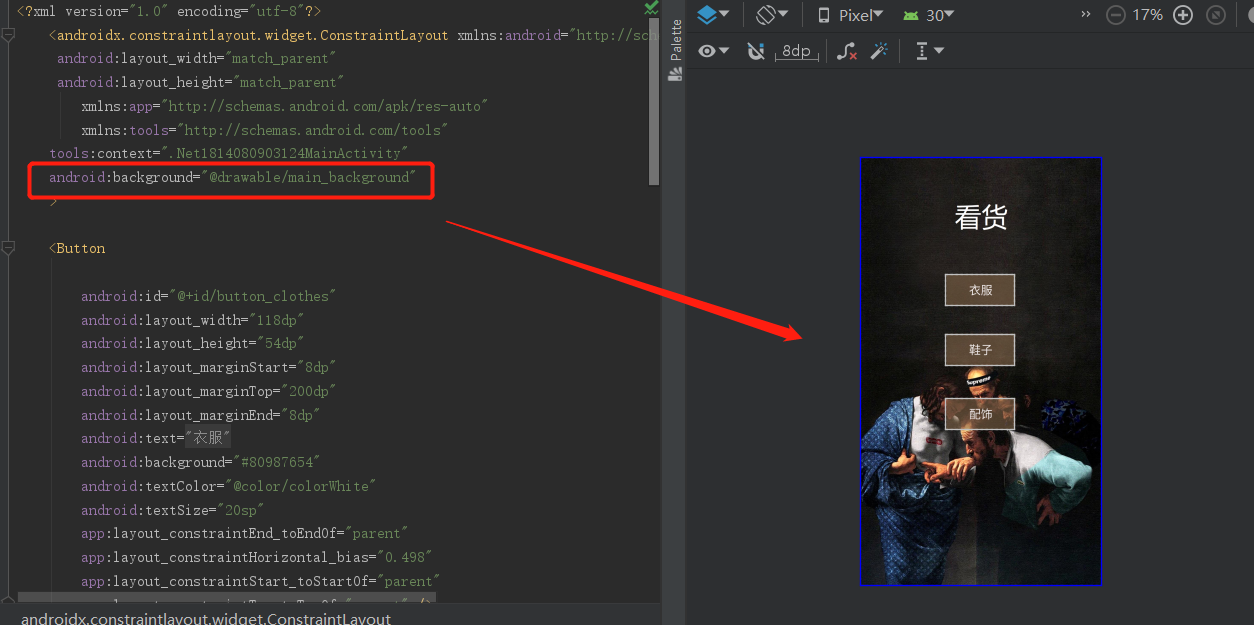 <?xml version="1.0" encoding="utf-8"?>
<androidx.constraintlayout.widget.ConstraintLayout xmlns:android="http://sch
android:layout_width="match_parent"
android:layout_height="match_parent"
xmlns:app="http://schemas.android.com/apk/res-auto"
xmlns:tools="http://schemas.android.com/tools"
tools:context=".Net1814080903124MainActivity"
android:background="@drawable/main_background"
>
<Button
android:id="@+id/button_clothes"
android:layout_width="118dp"
android:layout_height="54dp"
android:layout_marginStart="8dp"
android:layout_marginTop="200dp"
android:layout_marginEnd="8dp"
android:text="衣服"
android:background="#80987654"
android:textColor="@color/colorWhite"
android:textSize="20sp"
app:layout_constraintEnd_toEndOf="parent"
app:layout_constraintHorizontal_bias="0.498"
app:layout_constraintStart_toStartOf="parent"
androidx.constraintlayout.widget.ConstraintLayout
Palette
Pixel
30
17%
8dp
看货
衣服
鞋子
Supreme
配饰